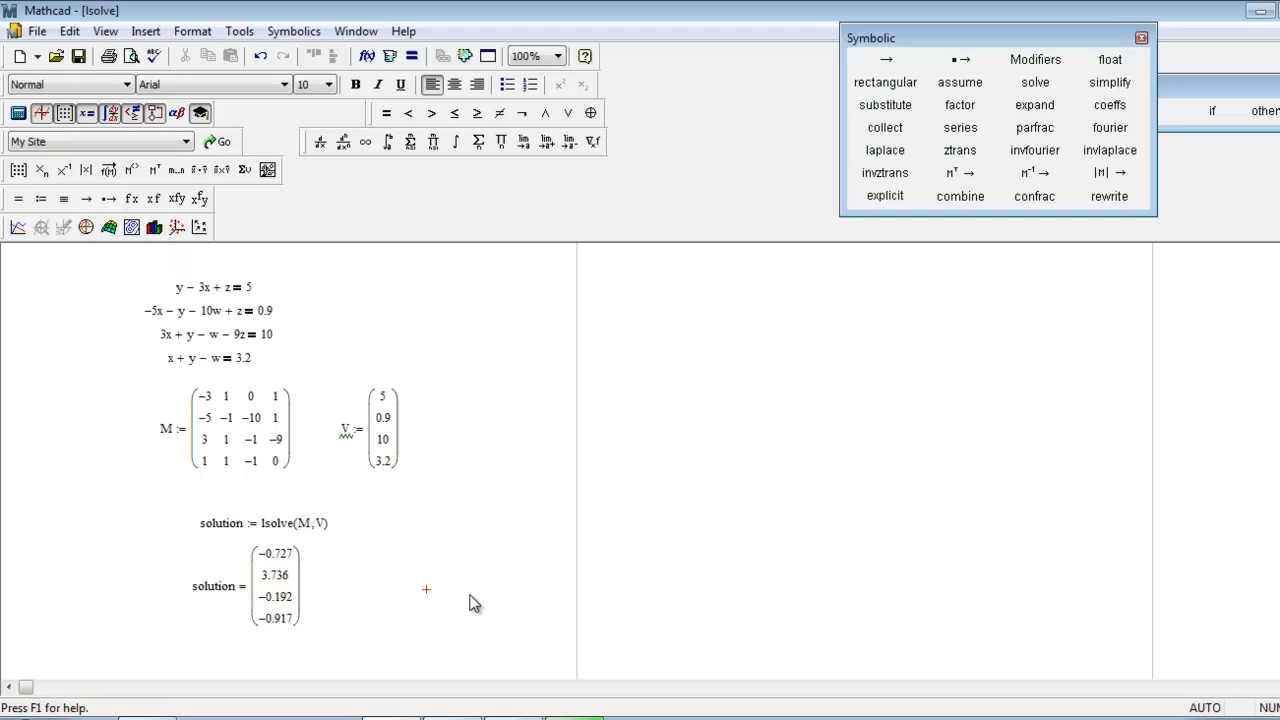 Mathcad - [lsolve]
File Edit View Insert Format Tools Symbolics Window Help
100%
Normal Arial 10 B I U
= < > ≤ ≥ ≠ ¬ ∧ ∨ ⊕
My Site Go
Symbolic
→ ▪ → Modifiers float
rectangular assume solve simplify
substitute factor expand coeffs
collect series parfrac fourier
laplace ztrans invfourier invlaplace
invztrans Mᵀ → M⁻¹ → |M| →
explicit combine confrac rewrite
if other
y − 3x + z = 5
−5x − y − 10w + z = 0.9
3x + y − w − 9z = 10
x + y − w = 3.2
M := (−3 1 0 1
−5 −1 −10 1
3 1 −1 −9
1 1 −1 0)
V := (5
0.9
10
3.2)
solution := lsolve(M,V)
solution = (−0.727
3.736
−0.192
−0.917)
Press F1 for help.
AUTO NUM